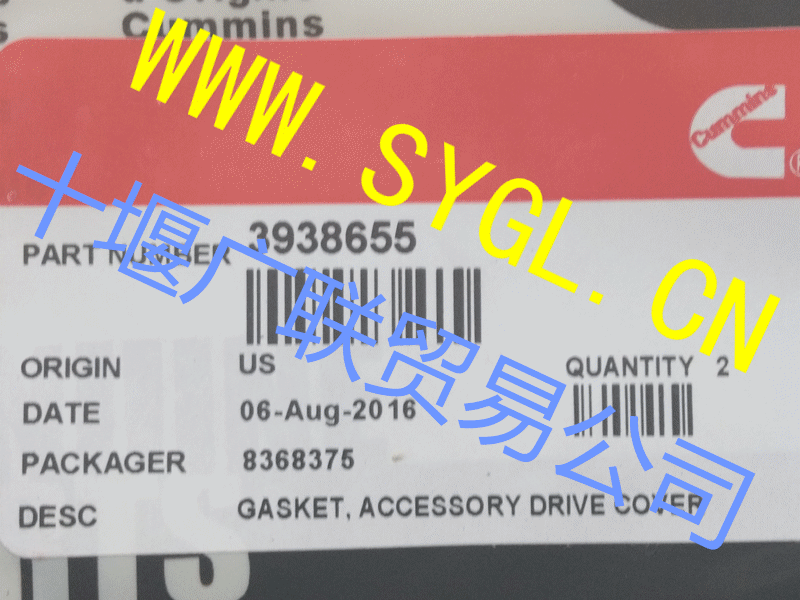 Cummins
Cummins
WWW.SYGL.CN
十堰广联贸易公司
PART NUMBER 3938655
ORIGIN US QUANTITY 2
DATE 06-Aug-2016
PACKAGER 8368375
DESC GASKET, ACCESSORY DRIVE COVER